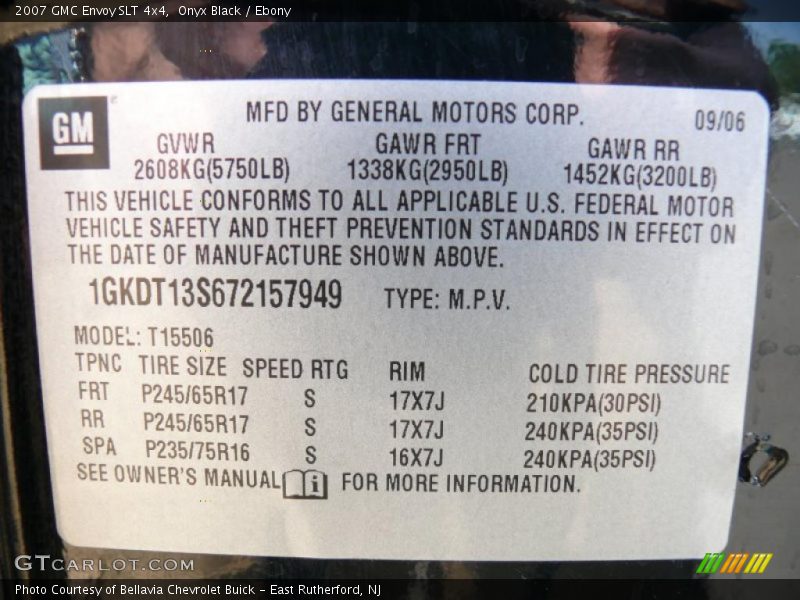 2007 GMC Envoy SLT 4x4, Onyx Black / Ebony
GM
MFD BY GENERAL MOTORS CORP.
09/06
GVWR GAWR FRT GAWR RR
2608KG(5750LB) 1338KG(2950LB) 1452KG(3200LB)
THIS VEHICLE CONFORMS TO ALL APPLICABLE U.S. FEDERAL MOTOR
VEHICLE SAFETY AND THEFT PREVENTION STANDARDS IN EFFECT ON
THE DATE OF MANUFACTURE SHOWN ABOVE.
1GKDT13S672157949 TYPE: M.P.V.
MODEL: T15506
TPNC TIRE SIZE SPEED RTG RIM COLD TIRE PRESSURE
FRT P245/65R17 S 17X7J 210KPA(30PSI)
RR P245/65R17 S 17X7J 240KPA(35PSI)
SPA P235/75R16 S 16X7J 240KPA(35PSI)
SEE OWNER'S MANUAL i FOR MORE INFORMATION.
GTCARLOT.COM
Photo Courtesy of Bellavia Chevrolet Buick – East Rutherford, NJ